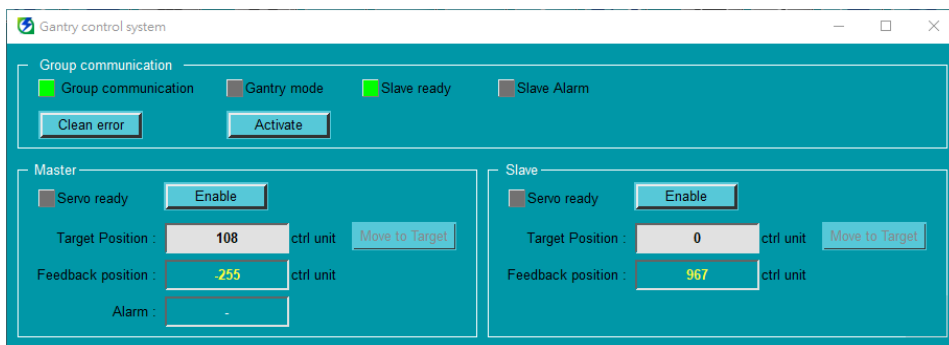 Gantry control system
Group communication
Group communication Gantry mode Slave ready Slave Alarm
Clean error Activate
Master
Servo ready Enable
Target Position : 108 ctrl unit Move to Target
Feedback position : -255 ctrl unit
Alarm : -
Slave
Servo ready Enable
Target Position : 0 ctrl unit Move to Target
Feedback position : 967 ctrl unit